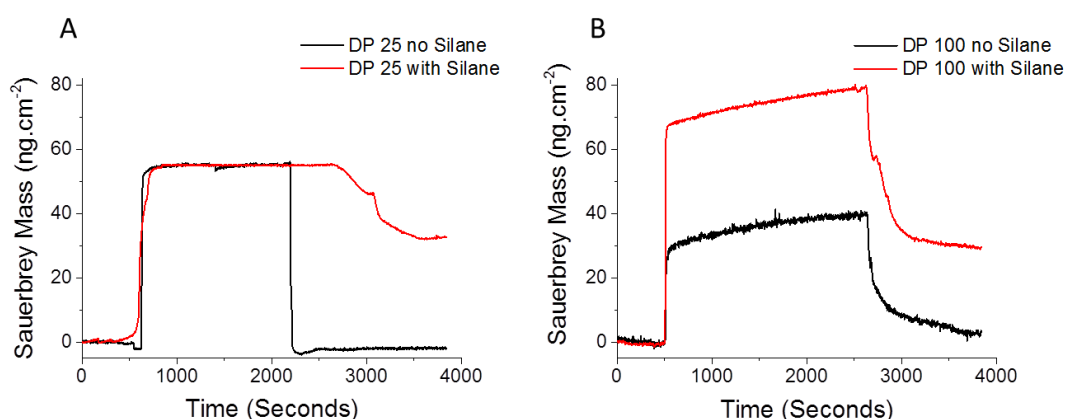 A
DP 25 no Silane
DP 25 with Silane
Sauerbrey Mass (ng.cm⁻²)
80
60
40
20
0
0 1000 2000 3000 4000
Time (Seconds)
B
DP 100 no Silane
DP 100 with Silane
Sauerbrey Mass (ng.cm⁻²)
80
60
40
20
0
0 1000 2000 3000 4000
Time (Seconds)